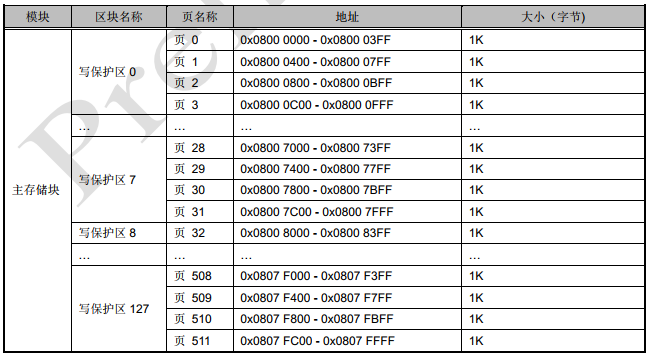 模块 区块名称 页名称 地址 大小（字节)
主存储块
写保护区 0
页 0 0x0800 0000 - 0x0800 03FF 1K
页 1 0x0800 0400 - 0x0800 07FF 1K
页 2 0x0800 0800 - 0x0800 0BFF 1K
页 3 0x0800 0C00 - 0x0800 0FFF 1K
… … … …
写保护区 7
页 28 0x0800 7000 - 0x0800 73FF 1K
页 29 0x0800 7400 - 0x0800 77FF 1K
页 30 0x0800 7800 - 0x0800 7BFF 1K
页 31 0x0800 7C00 - 0x0800 7FFF 1K
写保护区 8 页 32 0x0800 8000 - 0x0800 83FF 1K
… … … …
写保护区 127
页 508 0x0807 F000 - 0x0807 F3FF 1K
页 509 0x0807 F400 - 0x0807 F7FF 1K
页 510 0x0807 F800 - 0x0807 FBFF 1K
页 511 0x0807 FC00 - 0x0807 FFFF 1K
Pre